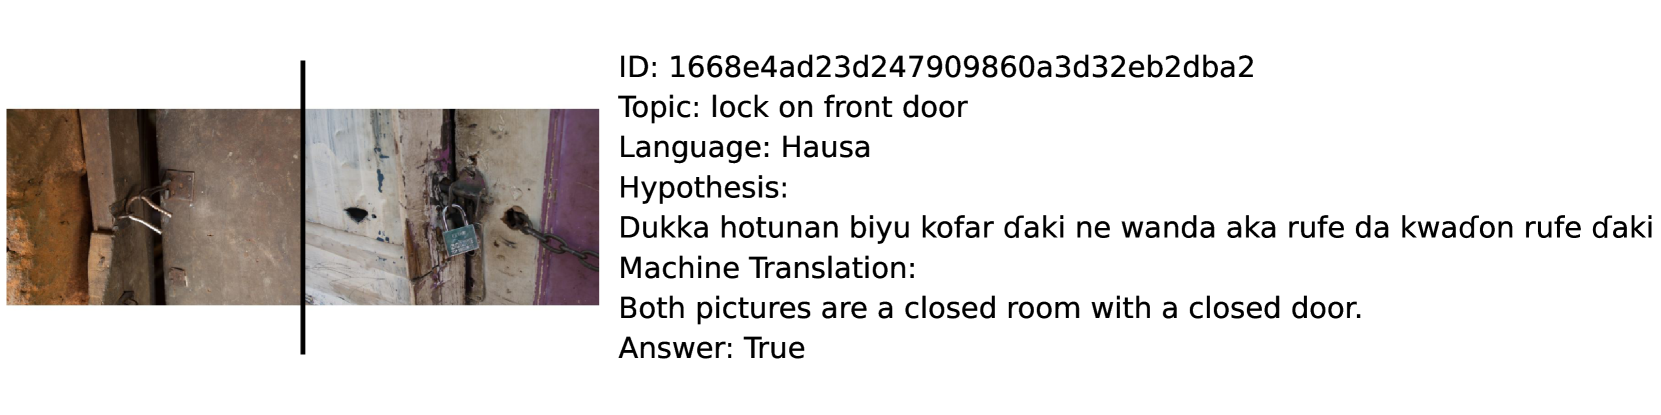 ID: 1668e4ad23d247909860a3d32eb2dba2
Topic: lock on front door
Language: Hausa
Hypothesis:
Dukka hotunan biyu kofar ɗaki ne wanda aka rufe da kwaɗon rufe ɗaki
Machine Translation:
Both pictures are a closed room with a closed door.
Answer: True